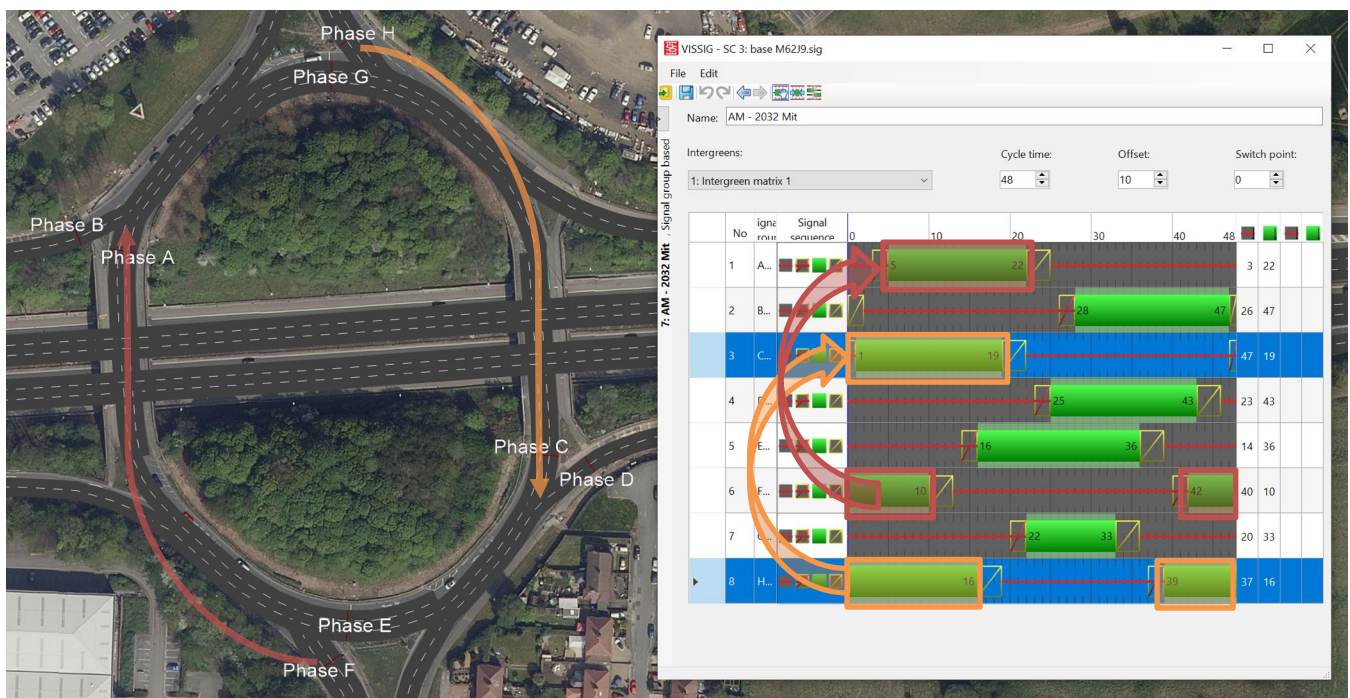 Phase H
Phase G
Phase B
Phase A
Phase C
Phase D
Phase E
Phase F
VISSIG - SC 3: base M62J9.sig
File Edit
Name: AM - 2032 Mit
Intergreens: Cycle time: Offset: Switch point:
1: Intergreen matrix 1 48 10 0
7: AM - 2032 Mit , Signal group based
No Signal sequence 0 10 20 30 40 48
1 A... 5 22 3 22
2 B... 28 47 26 47
3 C... 1 19 47 19
4 25 43 23 43
5 E... 16 36 14 36
6 F... 10 42 40 10
7 22 33 20 33
8 H... 16 39 37 16